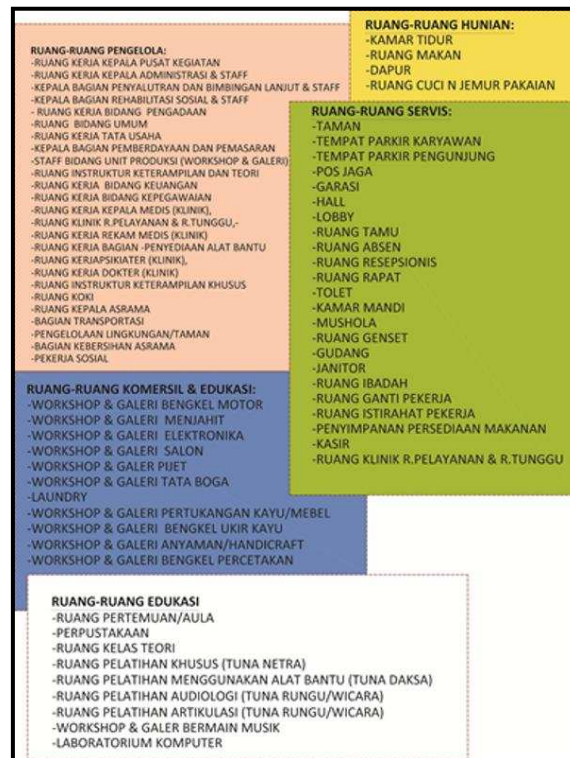 RUANG-RUANG PENGELOLA:
-RUANG KERJA KEPALA PUSAT KEGIATAN
-RUANG KERJA KEPALA ADMINISTRASI & STAFF
-KEPALA BAGIAN PENYALUTRAN DAN BIMBINGAN LANJUT & STAFF
-KEPALA BAGIAN REHABILITASI SOSIAL & STAFF
- RUANG KERJA BIDANG PENGADAAN
-RUANG BIDANG UMUM
-RUANG KERJA TATA USAHA
-KEPALA BAGIAN PEMBERDAYAAN DAN PEMASARAN
-STAFF BIDANG UNIT PRODUKSI (WORKSHOP & GALERI)
-RUANG INSTRUKTUR KETERAMPILAN DAN TEORI
-RUANG KERJA BIDANG KEUANGAN
-RUANG KERJA BIDANG KEPEGAWAIAN
-RUANG KERJA KEPALA MEDIS (KLINIK),
-RUANG KLINIK R.PELAYANAN & R.TUNGGU,-
-RUANG KERJA REKAM MEDIS (KLINIK)
-RUANG KERJA BAGIAN -PENYEDIAAN ALAT BANTU
-RUANG KERJAPSIKIATER (KLINIK),
-RUANG KERJA DOKTER (KLINIK)
-RUANG INSTRUKTUR KETERAMPILAN KHUSUS
-RUANG KOKI
-RUANG KEPALA ASRAMA
-BAGIAN TRANSPORTASI
-PENGELOLAAN LINGKUNGAN/TAMAN
-BAGIAN KEBERSIHAN ASRAMA
-PEKERJA SOSIAL
RUANG-RUANG HUNIAN:
-KAMAR TIDUR
-RUANG MAKAN
-DAPUR
-RUANG CUCI N JEMUR PAKAIAN
RUANG-RUANG SERVIS:
-TAMAN
-TEMPAT PARKIR KARYAWAN
-TEMPAT PARKIR PENGUNJUNG
-POS JAGA
-GARASI
-HALL
-LOBBY
-RUANG TAMU
-RUANG ABSEN
-RUANG RESEPSIONIS
-RUANG RAPAT
-TOLET
-KAMAR MANDI
-MUSHOLA
-RUANG GENSET
-GUDANG
-JANITOR
-RUANG IBADAH
-RUANG GANTI PEKERJA
-RUANG ISTIRAHAT PEKERJA
-PENYIMPANAN PERSEDIAAN MAKANAN
-KASIR
-RUANG KLINIK R.PELAYANAN & R.TUNGGU
RUANG-RUANG KOMERSIL & EDUKASI:
-WORKSHOP & GALERI BENGKEL MOTOR
-WORKSHOP & GALERI MENJAHIT
-WORKSHOP & GALERI ELEKTRONIKA
-WORKSHOP & GALERI SALON
-WORKSHOP & GALER PIJET
-WORKSHOP & GALERI TATA BOGA
-LAUNDRY
-WORKSHOP & GALERI PERTUKANGAN KAYU/MEBEL
-WORKSHOP & GALERI BENGKEL UKIR KAYU
-WORKSHOP & GALERI ANYAMAN/HANDICRAFT
-WORKSHOP & GALERI BENGKEL PERCETAKAN
RUANG-RUANG EDUKASI
-RUANG PERTEMUAN/AULA
-PERPUSTAKAAN
-RUANG KELAS TEORI
-RUANG PELATIHAN KHUSUS (TUNA NETRA)
-RUANG PELATIHAN MENGGUNAKAN ALAT BANTU (TUNA DAKSA)
-RUANG PELATIHAN AUDIOLOGI (TUNA RUNGU/WICARA)
-RUANG PELATIHAN ARTIKULASI (TUNA RUNGU/WICARA)
-WORKSHOP & GALER BERMAIN MUSIK
-LABORATORIUM KOMPUTER